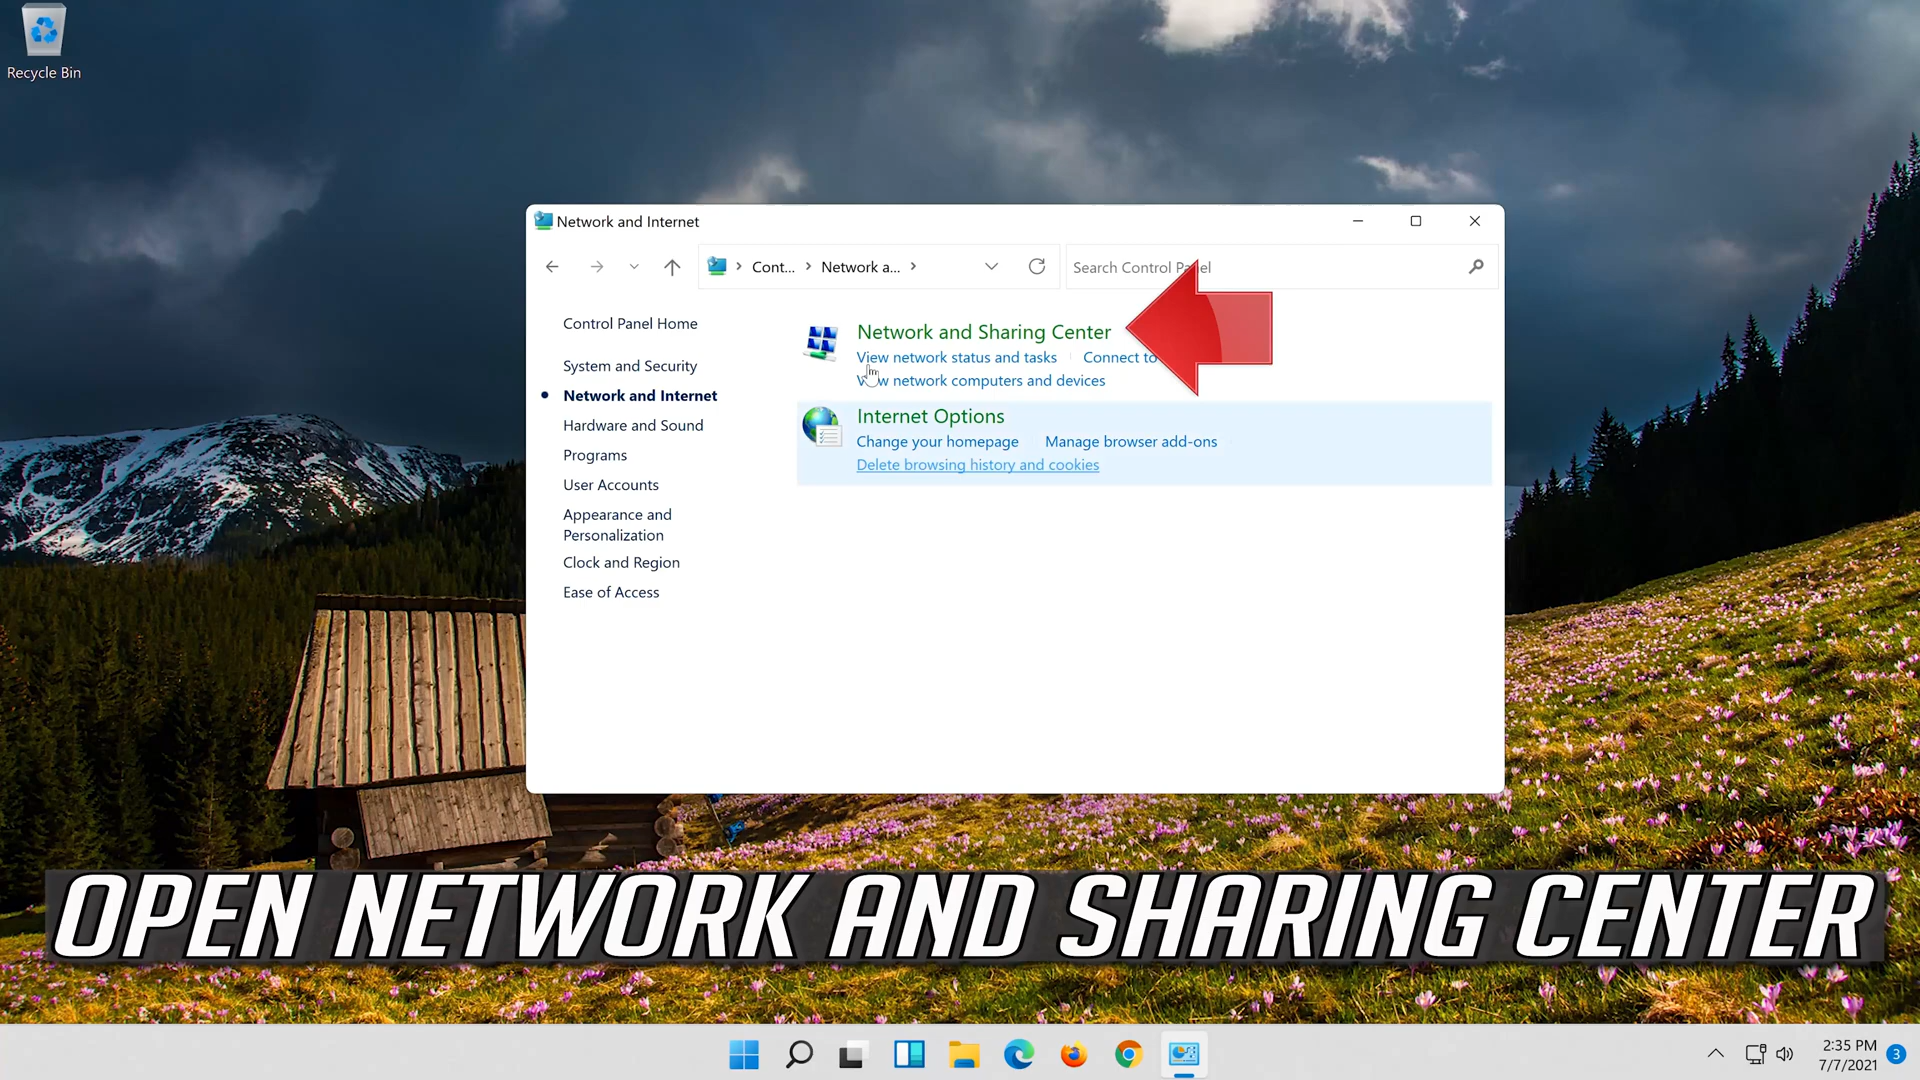 Recycle Bin
Network and Internet
Cont...
Network a...
Search Control Panel
Control Panel Home
System and Security
Network and Internet
Hardware and Sound
Programs
User Accounts
Appearance and
Personalization
Clock and Region
Ease of Access
Network and Sharing Center
View network status and tasks
Connect to
View network computers and devices
Internet Options
Change your homepage
Manage browser add-ons
Delete browsing history and cookies
OPEN NETWORK AND SHARING CENTER
2:35 PM
7/7/2021
3